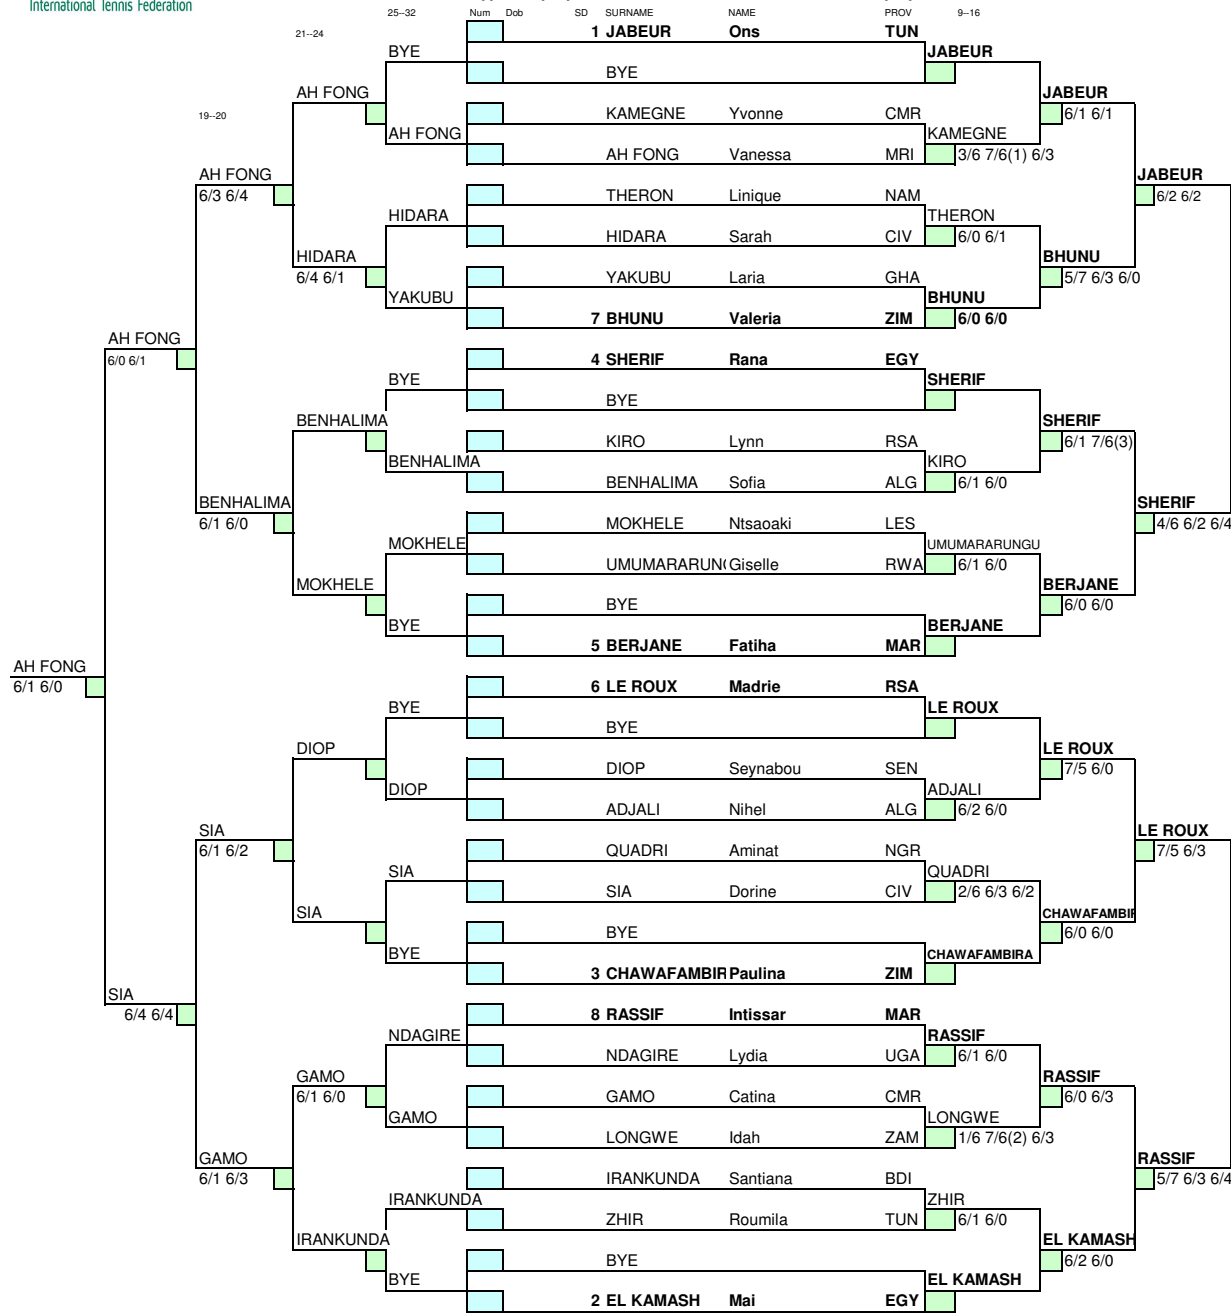 International Tennis Federation
25--32 Num Dob SD SURNAME NAME PROV 9--16
21--24 1 JABEUR Ons TUN
BYE JABEUR
BYE
AH FONG JABEUR
19--20 KAMEGNE Yvonne CMR 6/1 6/1
AH FONG KAMEGNE
AH FONG Vanessa MRI 3/6 7/6(1) 6/3
AH FONG JABEUR
6/3 6/4 THERON Linique NAM 6/2 6/2
HIDARA THERON
HIDARA Sarah CIV 6/0 6/1
HIDARA BHUNU
6/4 6/1 YAKUBU Laria GHA 5/7 6/3 6/0
YAKUBU BHUNU
7 BHUNU Valeria ZIM 6/0 6/0
AH FONG
6/0 6/1 4 SHERIF Rana EGY
BYE SHERIF
BYE
BENHALIMA SHERIF
KIRO Lynn RSA 6/1 7/6(3)
BENHALIMA KIRO
BENHALIMA Sofia ALG 6/1 6/0
BENHALIMA SHERIF
6/1 6/0 MOKHELE Ntsaoaki LES 4/6 6/2 6/4
MOKHELE UMUMARARUNGU
UMUMARARUN Giselle RWA 6/1 6/0
MOKHELE BERJANE
BYE 6/0 6/0
BYE BERJANE
5 BERJANE Fatiha MAR
AH FONG
6/1 6/0 6 LE ROUX Madrie RSA
BYE LE ROUX
BYE
DIOP LE ROUX
DIOP Seynabou SEN 7/5 6/0
DIOP ADJALI
ADJALI Nihel ALG 6/2 6/0
SIA LE ROUX
6/1 6/2 QUADRI Aminat NGR 7/5 6/3
SIA QUADRI
SIA Dorine CIV 2/6 6/3 6/2
SIA CHAWAFAMBIR
BYE 6/0 6/0
BYE CHAWAFAMBIRA
3 CHAWAFAMBIR Paulina ZIM
SIA
6/4 6/4 8 RASSIF Intissar MAR
NDAGIRE RASSIF
NDAGIRE Lydia UGA 6/1 6/0
GAMO RASSIF
6/1 6/0 GAMO Catina CMR 6/0 6/3
GAMO LONGWE
LONGWE Idah ZAM 1/6 7/6(2) 6/3
GAMO RASSIF
6/1 6/3 IRANKUNDA Santiana BDI 5/7 6/3 6/4
IRANKUNDA ZHIR
ZHIR Roumila TUN 6/1 6/0
IRANKUNDA EL KAMASH
BYE 6/2 6/0
BYE EL KAMASH
2 EL KAMASH Mai EGY